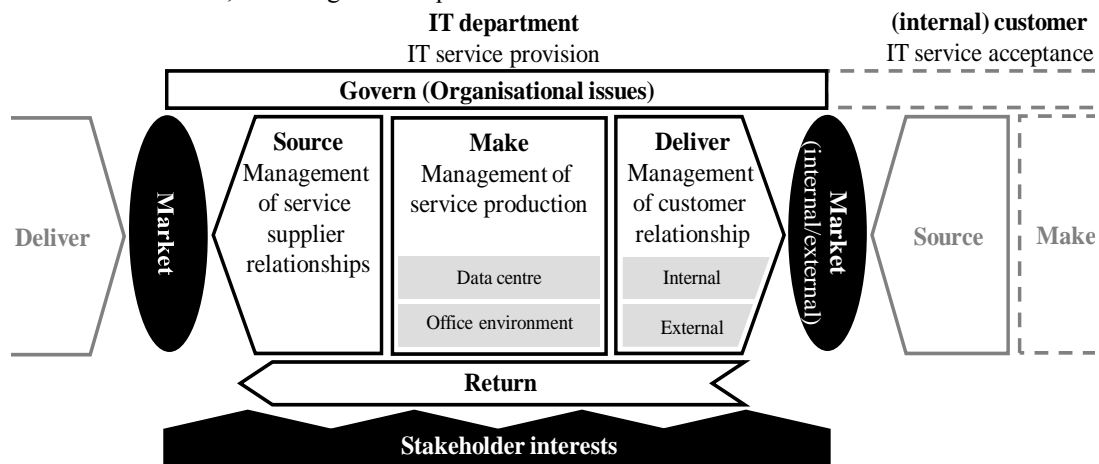 IT department
IT service provision
(internal) customer
IT service acceptance
Govern (Organisational issues)
Deliver
Market
Source
Management
of service
supplier
relationships
Make
Management of
service production
Data centre
Office environment
Deliver
Management
of customer
relationship
Internal
External
Market
(internal/external)
Source
Make
Return
Stakeholder interests